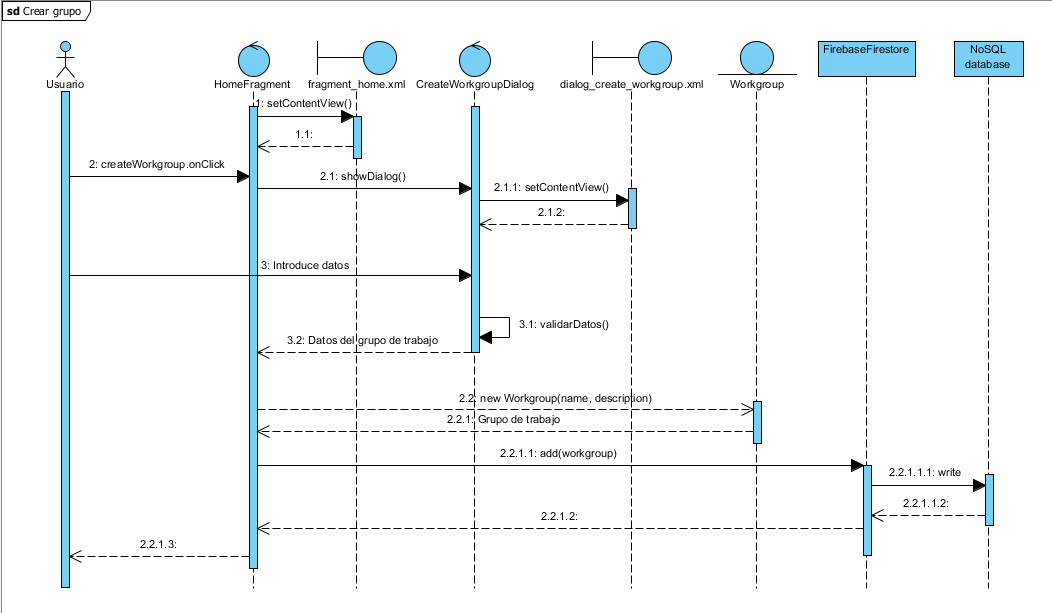 sd Crear grupo
Usuario
HomeFragment
fragment_home.xml
CreateWorkgroupDialog
dialog_create_workgroup.xml
Workgroup
FirebaseFirestore
NoSQL
database
1: setContentView()
1.1:
2: createWorkgroup.onClick
2.1: showDialog()
2.1.1: setContentView()
2.1.2:
3: Introduce datos
3.1: validarDatos()
3.2: Datos del grupo de trabajo
2.2: new Workgroup(name, description)
2.2.1: Grupo de trabajo
2.2.1.1: add(workgroup)
2.2.1.1.1: write
2.2.1.1.2:
2.2.1.2:
2.2.1.3: